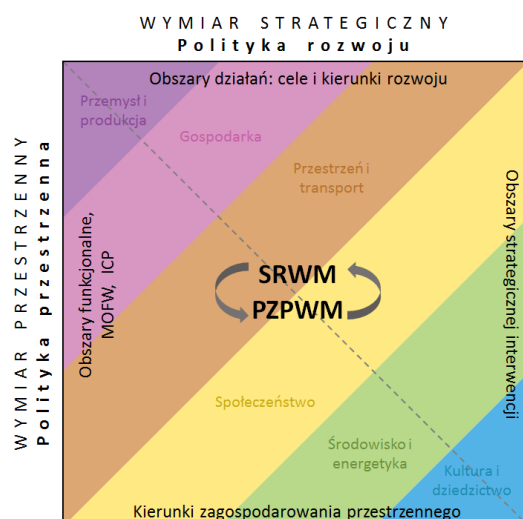 WYMIAR STRATEGICZNY
Polityka rozwoju
Obszary działań: cele i kierunki rozwoju
Przemysł i
produkcja
Gospodarka
Przestrzeń i
transport
WYMIAR PRZESTRZENNY
Polityka przestrzenna
Obszary funkcjonalne,
MOFW, ICP
SRWM
PZPWM
Obszary strategicznej interwencji
Społeczeństwo
Środowisko i
energetyka
Kultura i
dziedzictwo
Kierunki zagospodarowania przestrzennego